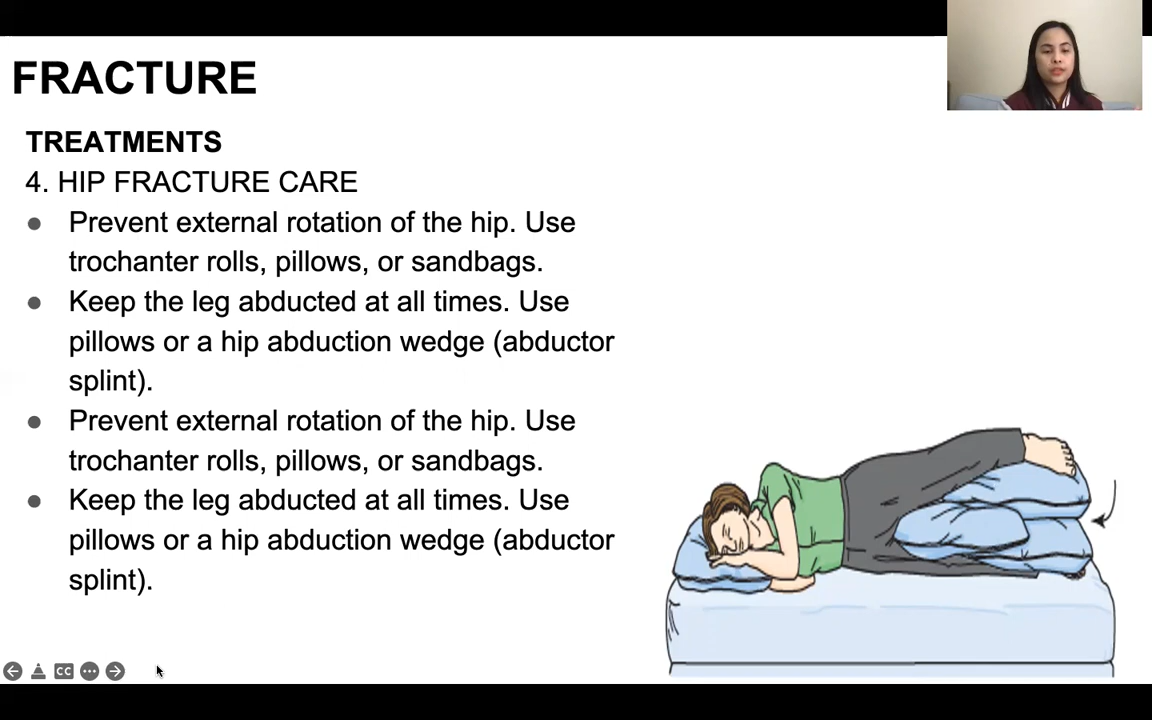 FRACTURE
TREATMENTS
4. HIP FRACTURE CARE
● Prevent external rotation of the hip. Use
trochanter rolls, pillows, or sandbags.
● Keep the leg abducted at all times. Use
pillows or a hip abduction wedge (abductor
splint).
● Prevent external rotation of the hip. Use
trochanter rolls, pillows, or sandbags.
● Keep the leg abducted at all times. Use
pillows or a hip abduction wedge (abductor
splint).
CC